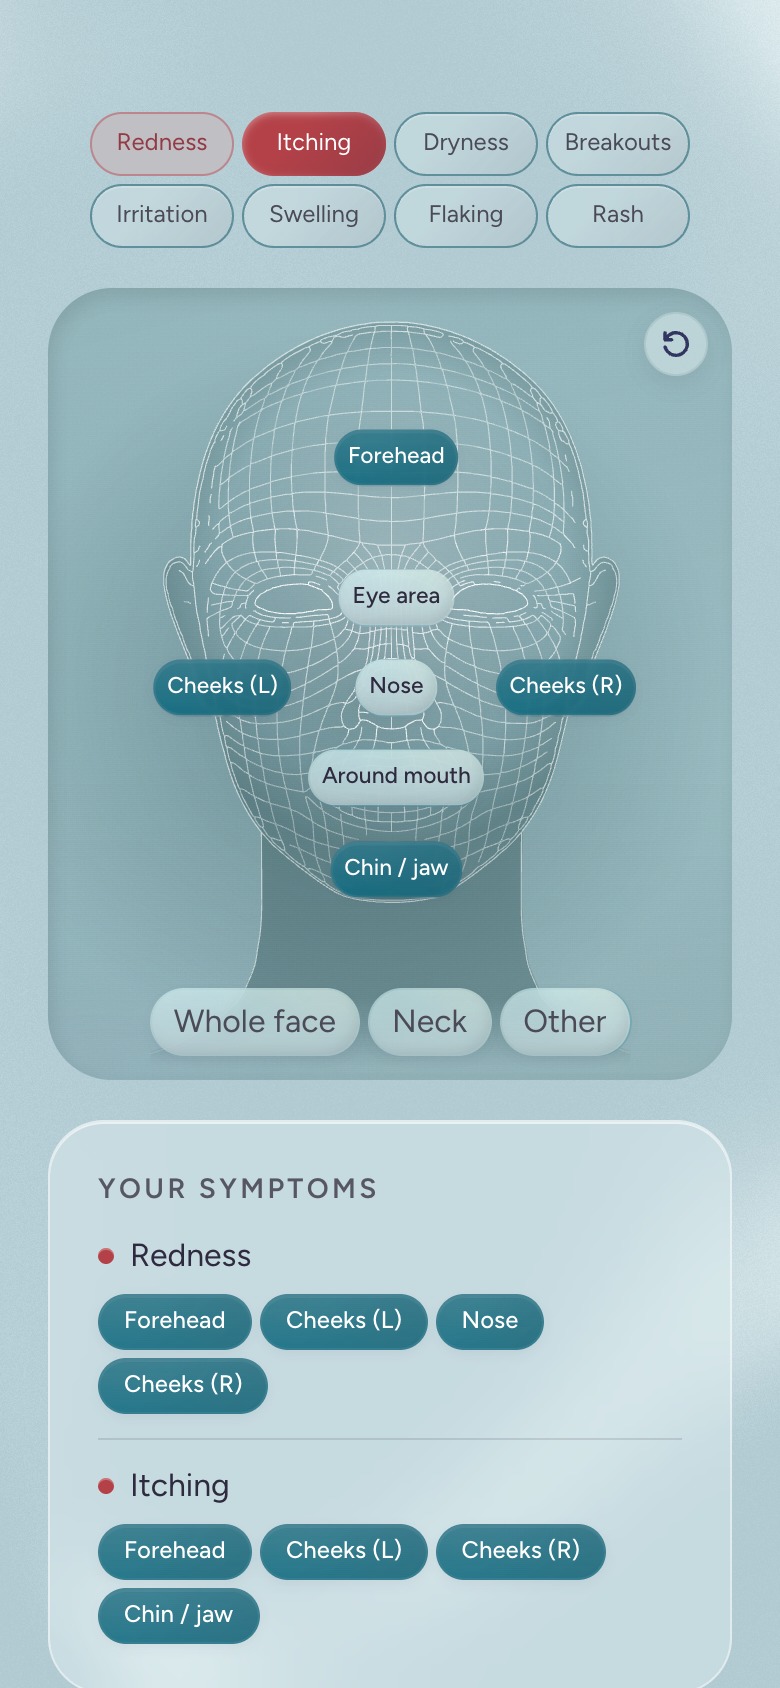 Redness Itching Dryness Breakouts
Irritation Swelling Flaking Rash
Forehead
Eye area
Cheeks (L) Nose Cheeks (R)
Around mouth
Chin / jaw
Whole face Neck Other
YOUR SYMPTOMS
Redness
Forehead Cheeks (L) Nose
Cheeks (R)
Itching
Forehead Cheeks (L) Cheeks (R)
Chin / jaw